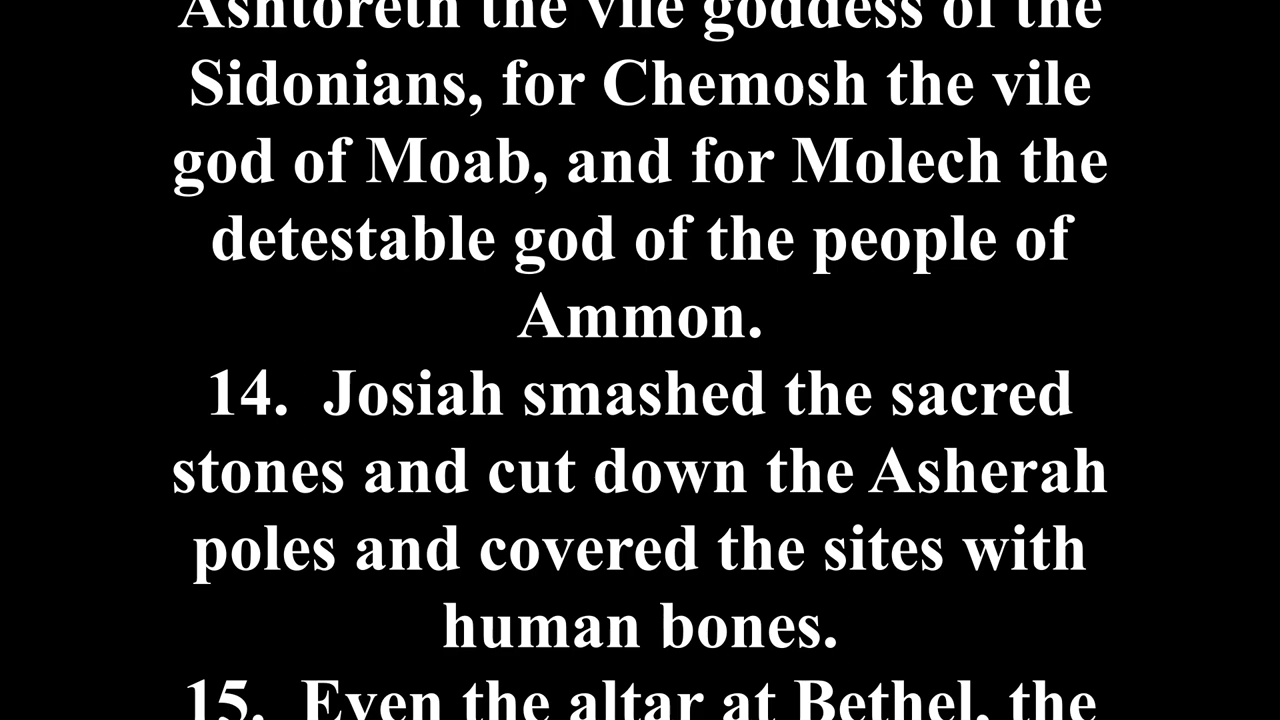 Ashtoreth the vile goddess of the
Sidonians, for Chemosh the vile
god of Moab, and for Molech the
detestable god of the people of
Ammon.
14.  Josiah smashed the sacred
stones and cut down the Asherah
poles and covered the sites with
human bones.
15.  Even the altar at Bethel, the